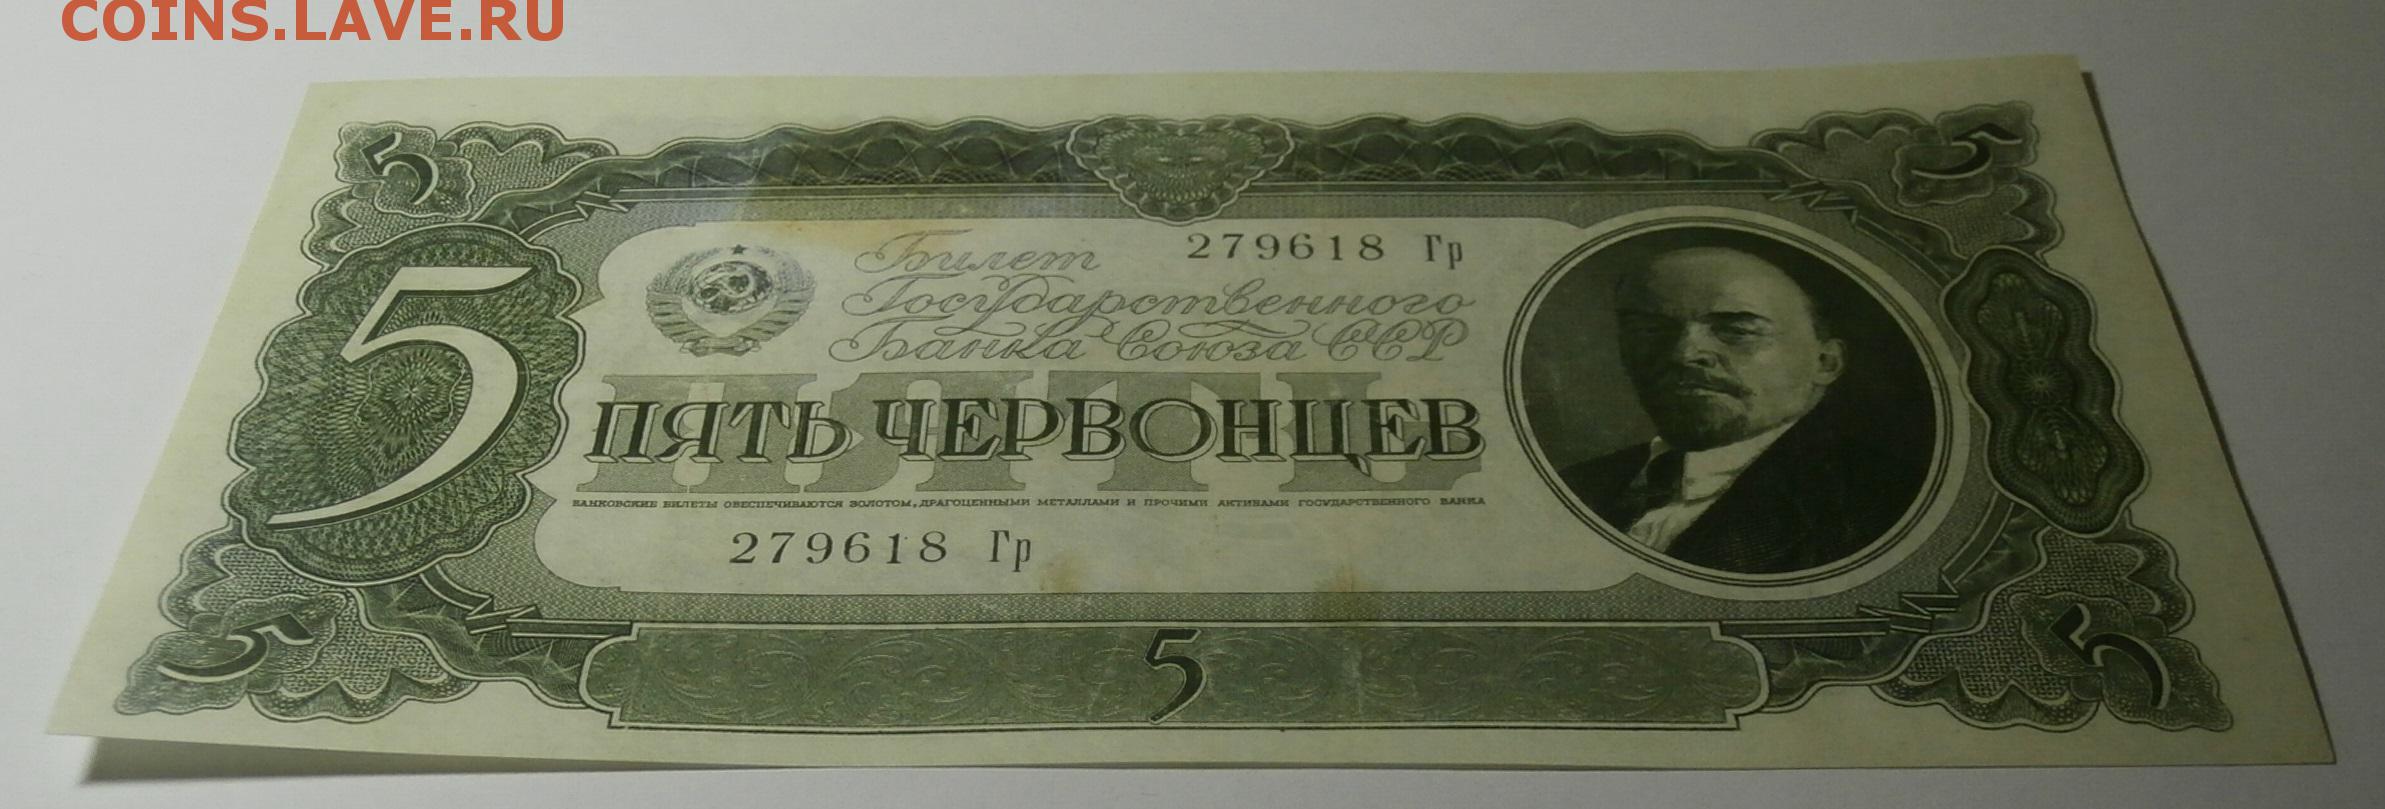 COINS.LAVE.RU
5 5
Билет 279618 Гр
Государственного
Банка Союза ССР
5
ПЯТЬ
ПЯТЬ ЧЕРВОНЦЕВ
БАНКОВСКИЕ БИЛЕТЫ ОБЕСПЕЧИВАЮТСЯ ЗОЛОТОМ, ДРАГОЦЕННЫМИ МЕТАЛЛАМИ И ПРОЧИМИ АКТИВАМИ ГОСУДАРСТВЕННОГО БАНКА
279618 Гр
5 5 5